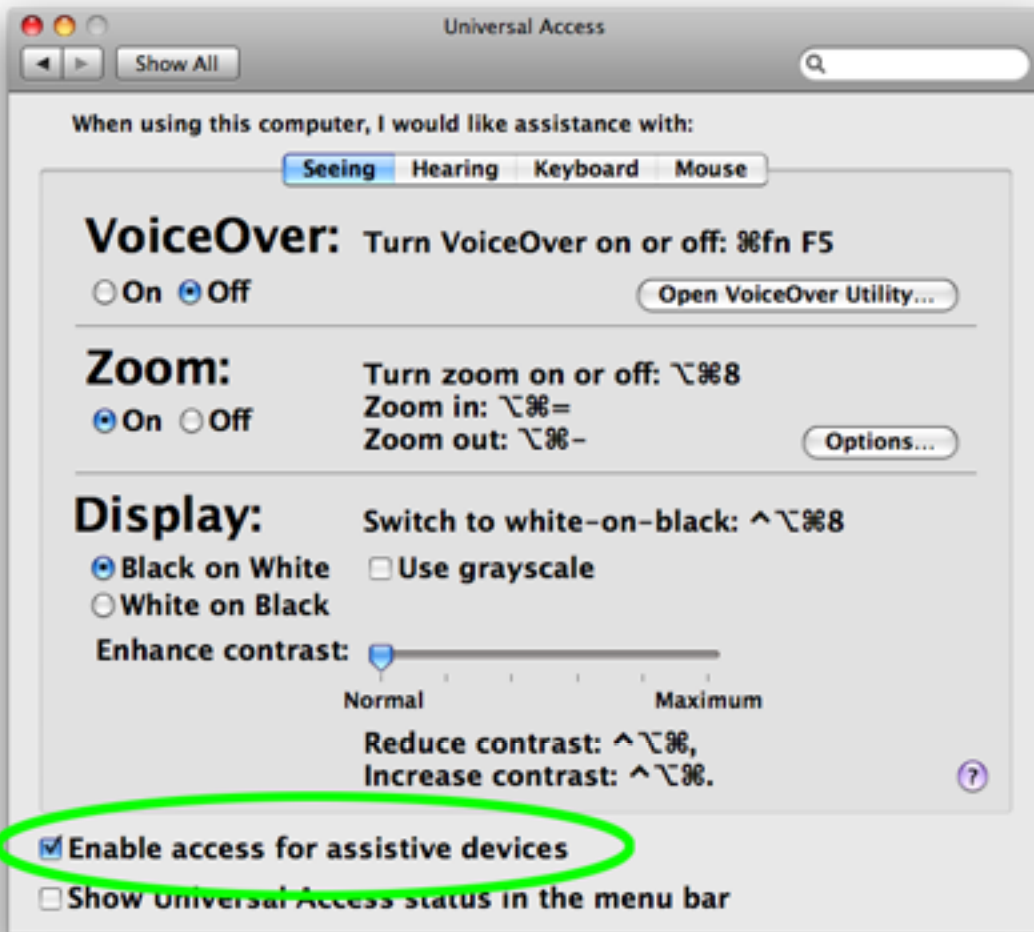 Universal Access
Show All
When using this computer, I would like assistance with:
Seeing Hearing Keyboard Mouse
VoiceOver: Turn VoiceOver on or off: ⌘fn F5
On Off Open VoiceOver Utility...
Zoom: Turn zoom on or off: ⌥⌘8
On Off Zoom in: ⌥⌘=
Zoom out: ⌥⌘- Options...
Display: Switch to white-on-black: ^⌥⌘8
Black on White Use grayscale
White on Black
Enhance contrast:
Normal Maximum
Reduce contrast: ^⌥⌘,
Increase contrast: ^⌥⌘. ?
Enable access for assistive devices
Show Universal Access status in the menu bar